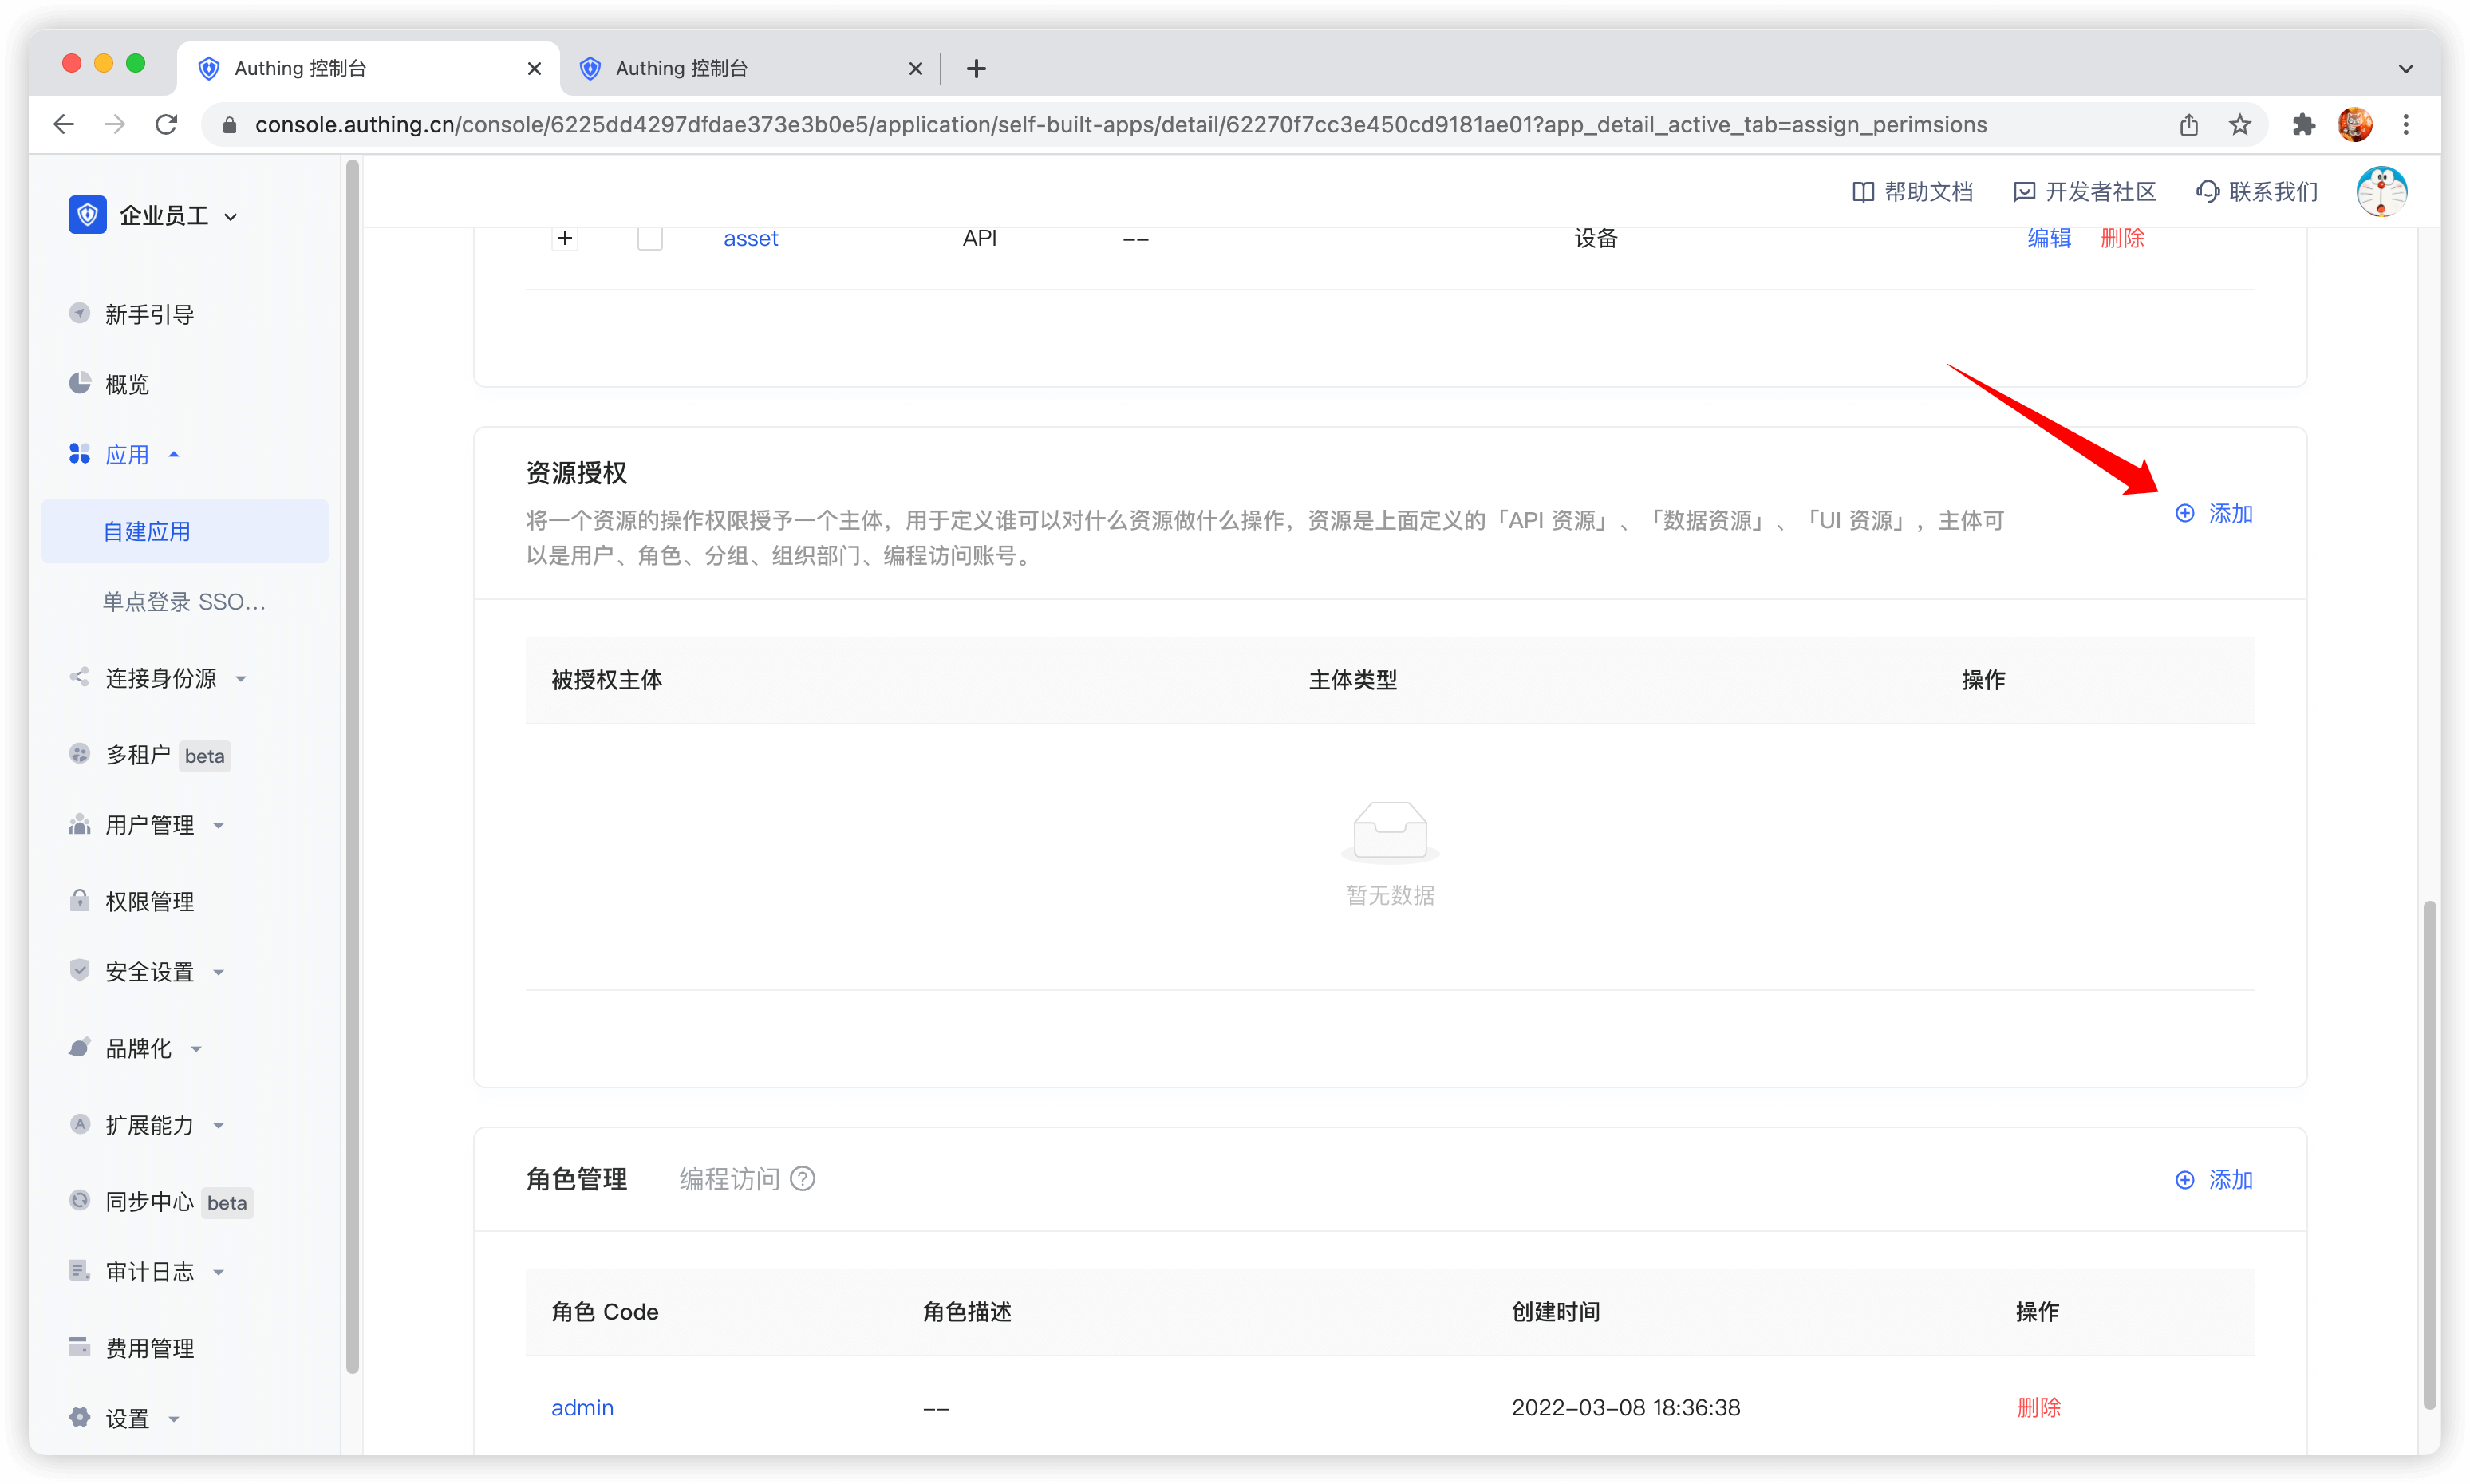 Authing 控制台
Authing 控制台
console.authing.cn/console/6225dd4297dfdae373e3b0e5/application/self-built-apps/detail/62270f7cc3e450cd9181ae01?app_detail_active_tab=assign_perimsions
企业员工
帮助文档 开发者社区 联系我们
asset API -- 设备 编辑 删除
新手引导
概览
应用
自建应用
单点登录 SSO...
连接身份源
多租户 beta
用户管理
权限管理
安全设置
品牌化
扩展能力
同步中心 beta
审计日志
费用管理
设置
资源授权
将一个资源的操作权限授予一个主体，用于定义谁可以对什么资源做什么操作，资源是上面定义的「API 资源」、「数据资源」、「UI 资源」，主体可
以是用户、角色、分组、组织部门、编程访问账号。
添加
被授权主体 主体类型 操作
暂无数据
角色管理 编程访问 ?
添加
角色 Code 角色描述 创建时间 操作
admin -- 2022-03-08 18:36:38 删除